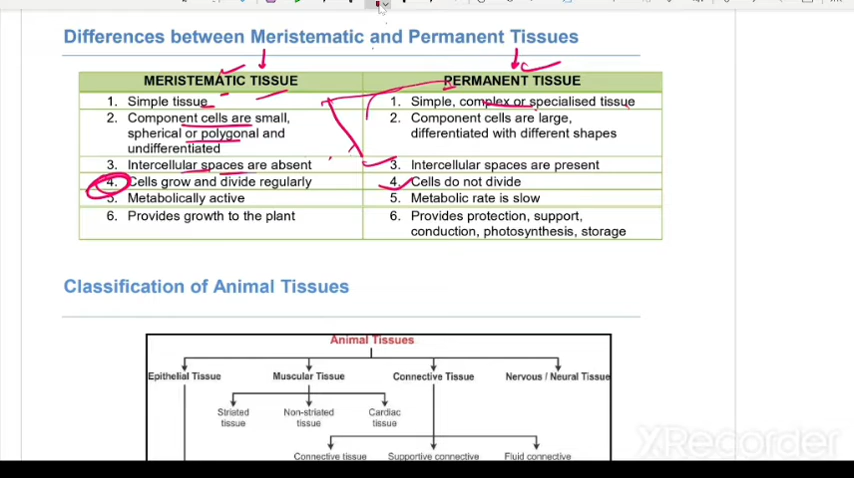 Differences between Meristematic and Permanent Tissues
MERISTEMATIC TISSUE
PERMANENT TISSUE
1. Simple tissue
1. Simple, complex or specialised tissue
2. Component cells are small,
spherical or polygonal and
undifferentiated
2. Component cells are large,
differentiated with different shapes
3. Intercellular spaces are absent
3. Intercellular spaces are present
4. Cells grow and divide regularly
4. Cells do not divide
5. Metabolically active
5. Metabolic rate is slow
6. Provides growth to the plant
6. Provides protection, support,
conduction, photosynthesis, storage
Classification of Animal Tissues
Animal Tissues
Epithelial Tissue
Muscular Tissue
Connective Tissue
Nervous / Neural Tissue
Striated
tissue
Non-striated
tissue
Cardiac
tissue
Connective tissue
Supportive connective
Fluid connective
XRecorder